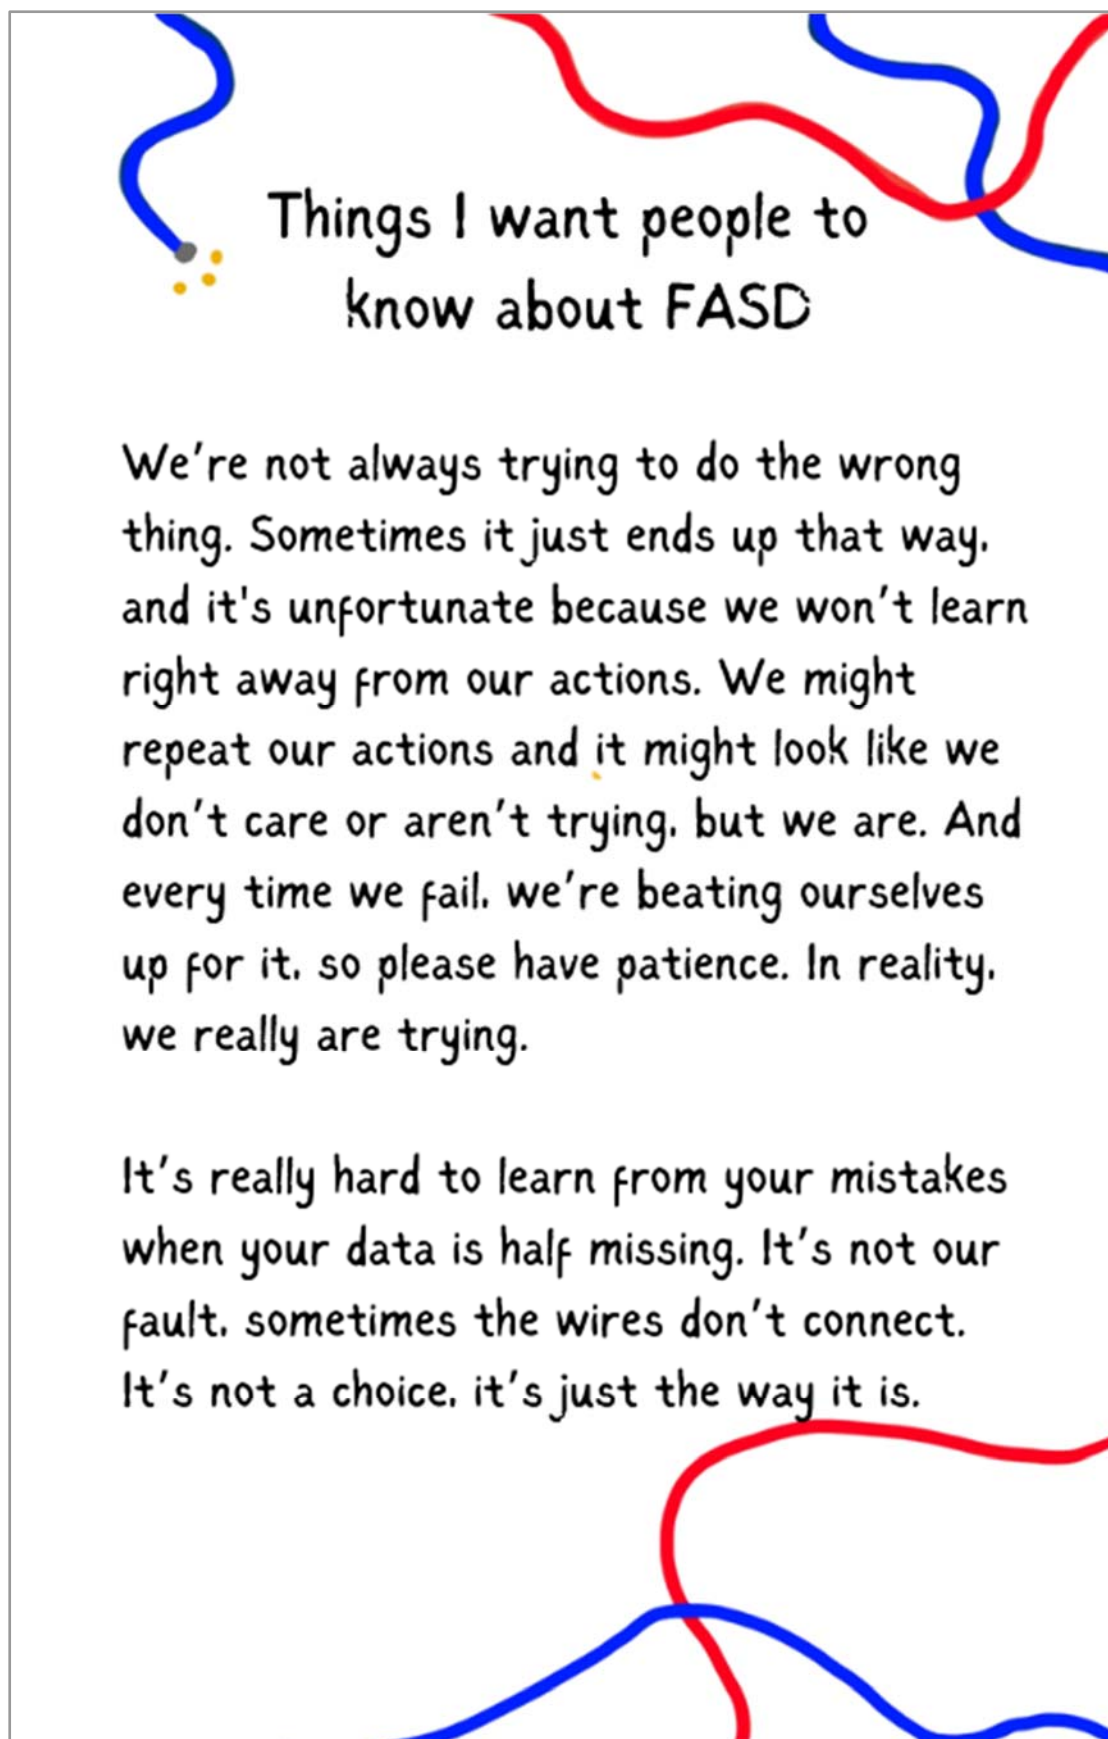 Things I want people to
know about FASD
We're not always trying to do the wrong
thing. Sometimes it just ends up that way,
and it's unfortunate because we won't learn
right away from our actions. We might
repeat our actions and it might look like we
don't care or aren't trying, but we are. And
every time we fail, we're beating ourselves
up for it, so please have patience. In reality,
we really are trying.
It's really hard to learn from your mistakes
when your data is half missing. It's not our
fault, sometimes the wires don't connect.
It's not a choice, it's just the way it is.